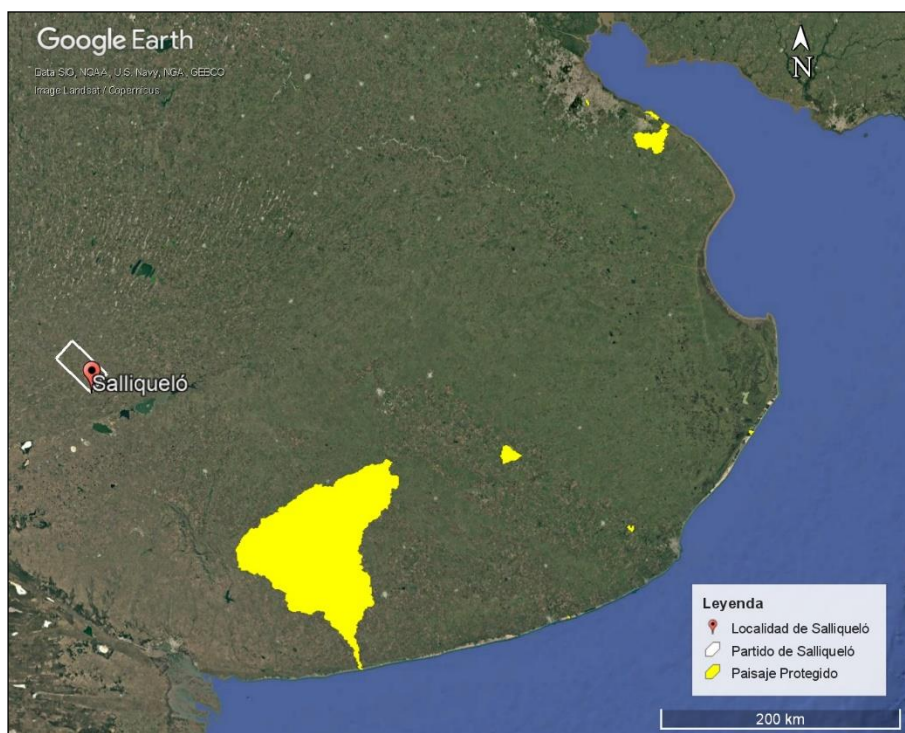 Google Earth
Data SIO, NOAA, U.S. Navy, NGA, GEBCO
Image Landsat / Copernicus
N
Salliqueló
Leyenda
Localidad de Salliqueló
Partido de Salliqueló
Paisaje Protegido
200 km